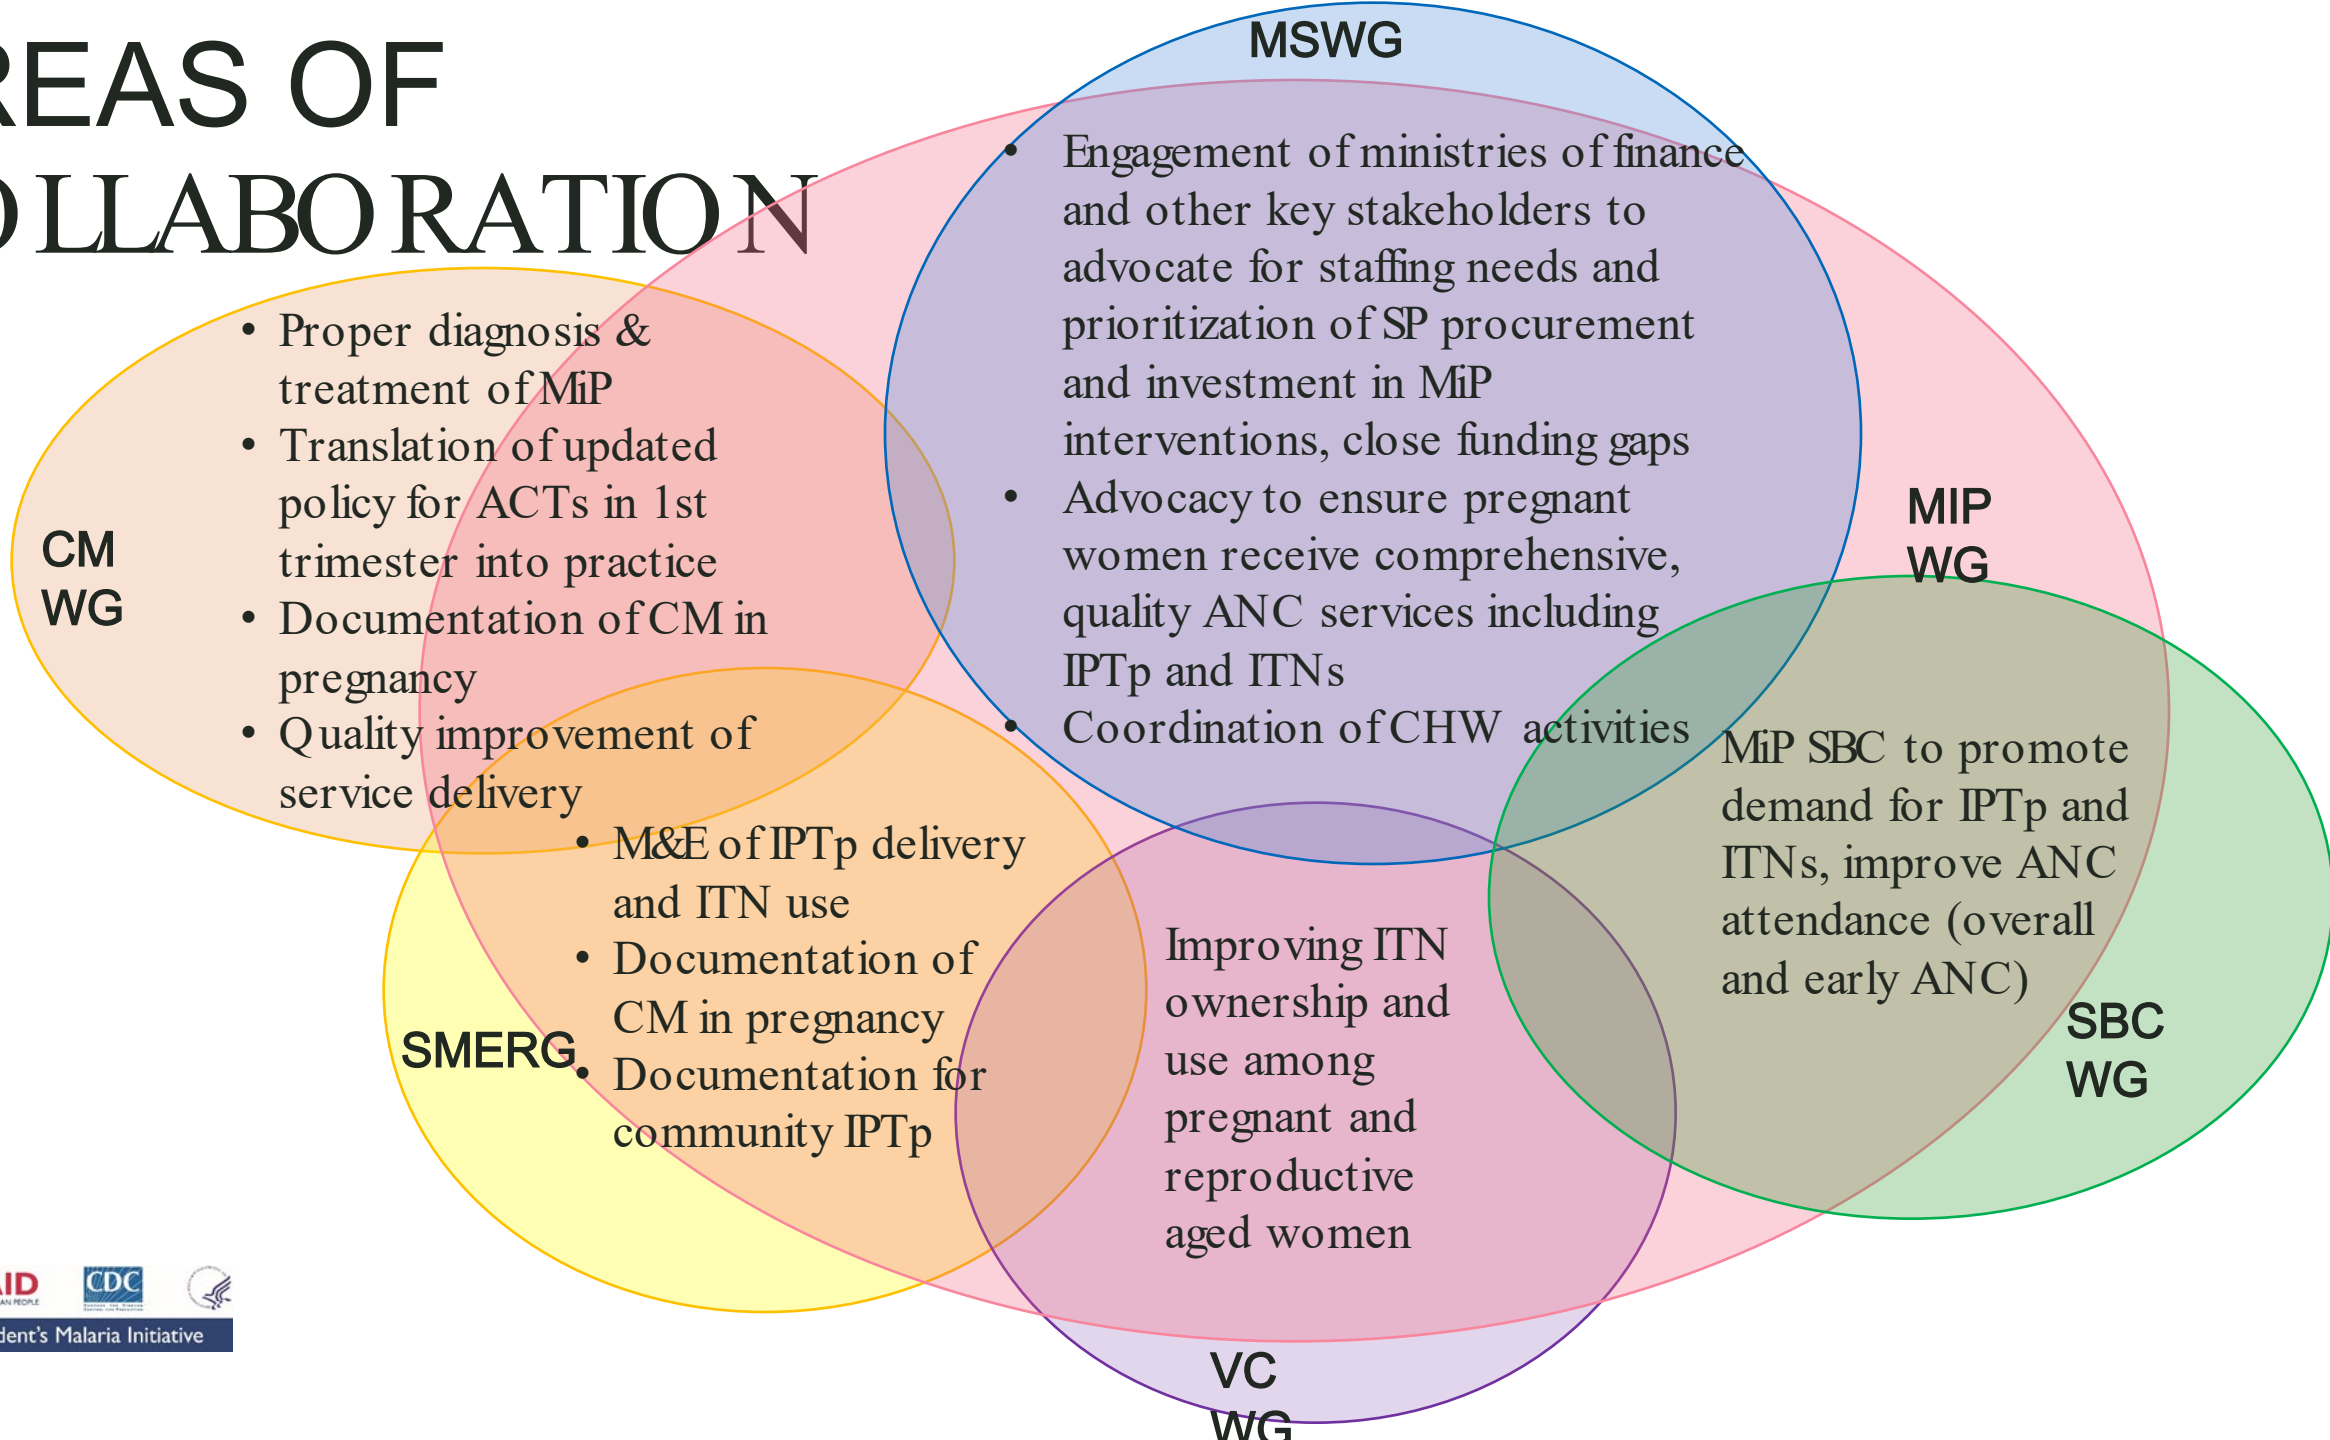 REAS OF
OLLABORATION
MSWG
• Engagement of ministries of finance
and other key stakeholders to
advocate for staffing needs and
prioritization of SP procurement
and investment in MiP
interventions, close funding gaps
• Advocacy to ensure pregnant
women receive comprehensive,
quality ANC services including
IPTp and ITNs
• Coordination of CHW activities
CM
WG
• Proper diagnosis &
treatment of MiP
• Translation of updated
policy for ACTs in 1st
trimester into practice
• Documentation of CM in
pregnancy
• Quality improvement of
service delivery
MIP
WG
MiP SBC to promote
demand for IPTp and
ITNs, improve ANC
attendance (overall
and early ANC)
SBC
WG
SMERG
• M&E of IPTp delivery
and ITN use
• Documentation of
CM in pregnancy
• Documentation for
community IPTp
Improving ITN
ownership and
use among
pregnant and
reproductive
aged women
VC
WG
AID
AN PEOPLE
CDC
dent's Malaria Initiative